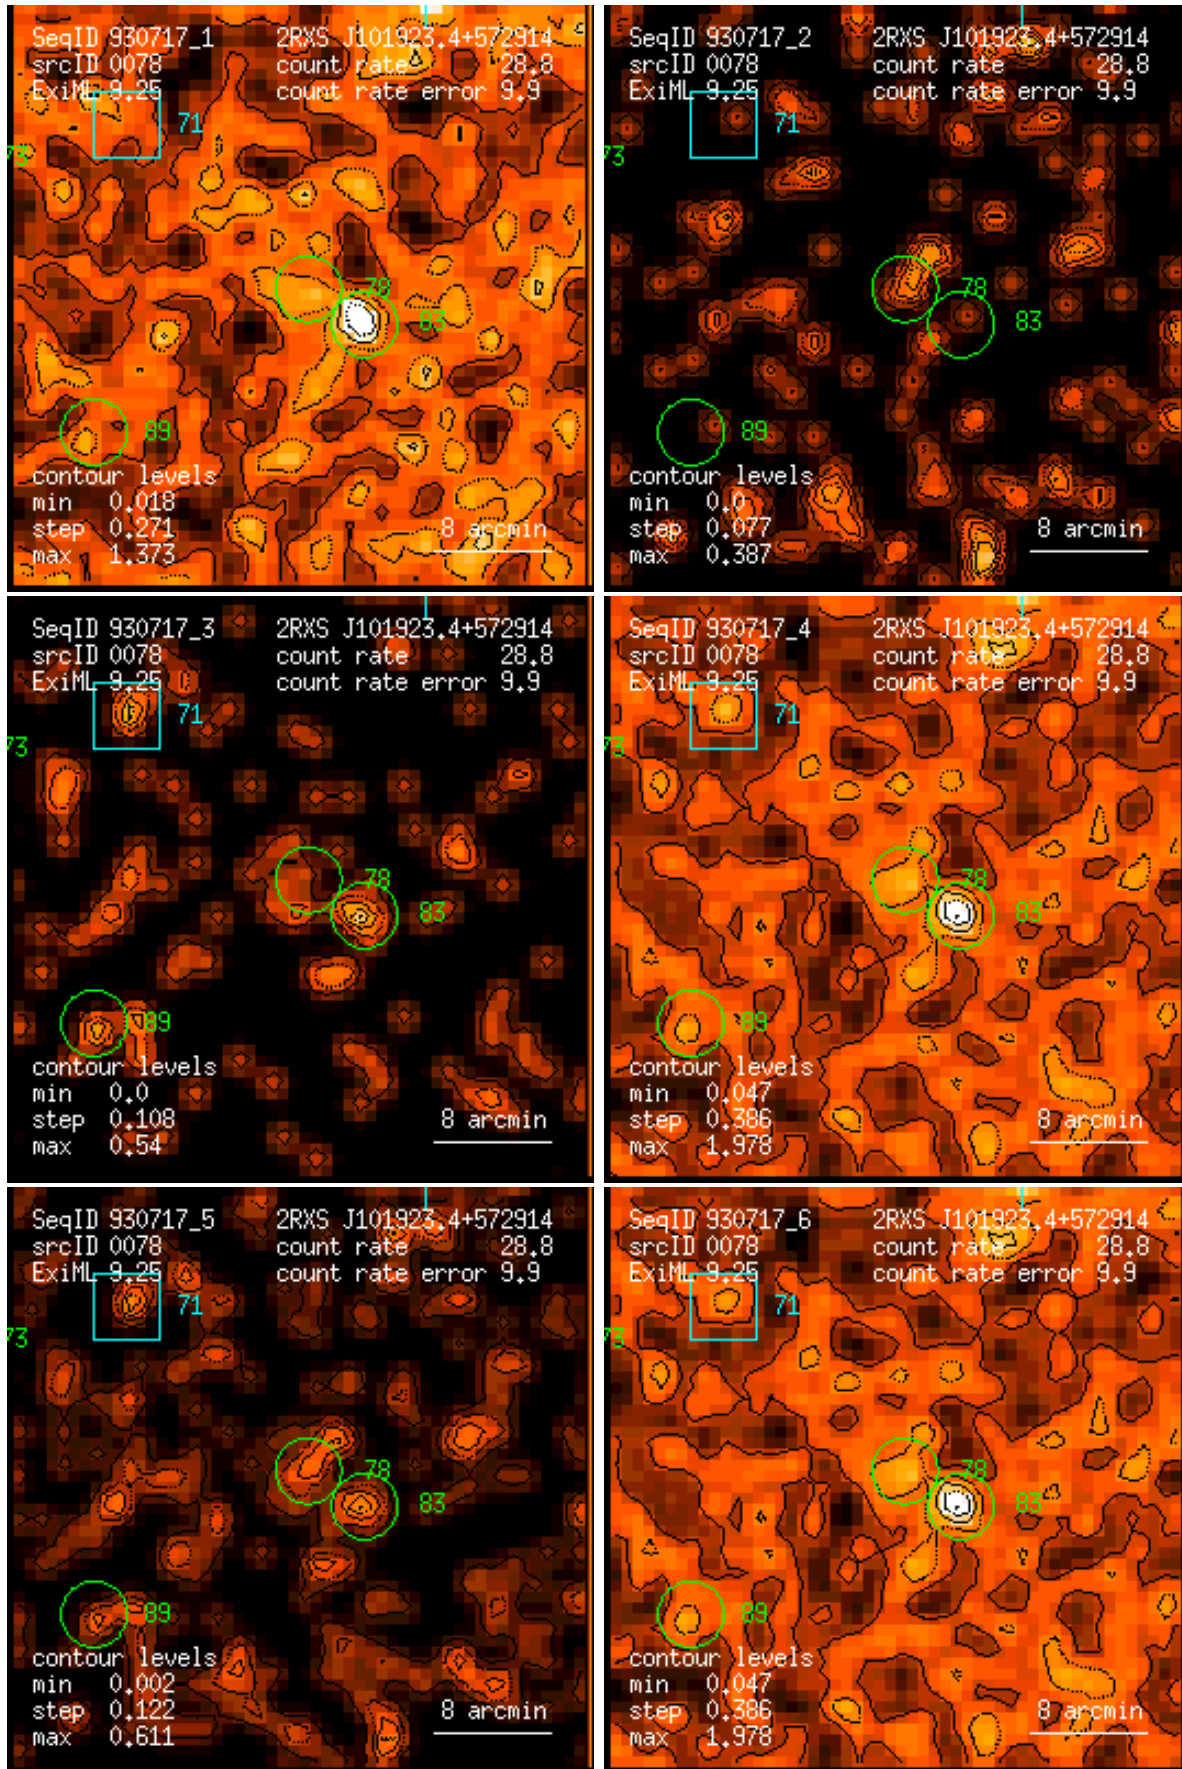 SeqID 930717_1 2RXS J101923.4+572914
srcID 0078 count rate 28.8
ExiML 9.25 count rate error 9.9
71
73
78
83
89
contour levels
min 0.018
step 0.271 8 arcmin
max 1.373
SeqID 930717_2 2RXS J101923.4+572914
srcID 0078 count rate 28.8
ExiML 9.25 count rate error 9.9
71
73
78
83
89
contour levels
min 0.0
step 0.077 8 arcmin
max 0.387
SeqID 930717_3 2RXS J101923.4+572914
srcID 0078 count rate 28.8
ExiML 9.25 count rate error 9.9
71
73
78
83
89
contour levels
min 0.0
step 0.108 8 arcmin
max 0.54
SeqID 930717_4 2RXS J101923.4+572914
srcID 0078 count rate 28.8
ExiML 9.25 count rate error 9.9
71
73
78
83
89
contour levels
min 0.047
step 0.386 8 arcmin
max 1.978
SeqID 930717_5 2RXS J101923.4+572914
srcID 0078 count rate 28.8
ExiML 9.25 count rate error 9.9
71
73
78
83
89
contour levels
min 0.002
step 0.122 8 arcmin
max 0.611
SeqID 930717_6 2RXS J101923.4+572914
srcID 0078 count rate 28.8
ExiML 9.25 count rate error 9.9
71
73
78
83
89
contour levels
min 0.047
step 0.386 8 arcmin
max 1.978